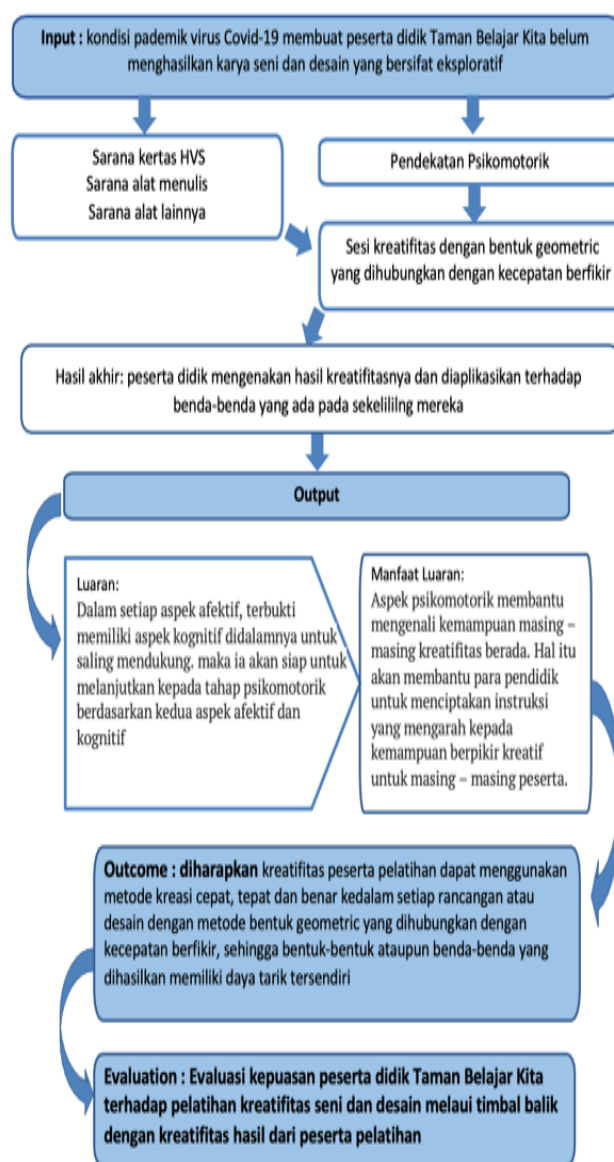 Input : kondisi pademik virus Covid-19 membuat peserta didik Taman Belajar Kita belum
menghasilkan karya seni dan desain yang bersifat eksploratif
Sarana kertas HVS
Sarana alat menulis
Sarana alat lainnya
Pendekatan Psikomotorik
Sesi kreatifitas dengan bentuk geometric
yang dihubungkan dengan kecepatan berfikir
Hasil akhir: peserta didik mengenakan hasil kreatifitasnya dan diaplikasikan terhadap
benda-benda yang ada pada sekelililng mereka
Output
Luaran:
Dalam setiap aspek afektif, terbukti
memiliki aspek kognitif didalamnya untuk
saling mendukung. maka ia akan siap untuk
melanjutkan kepada tahap psikomotorik
berdasarkan kedua aspek afektif dan
kognitif
Manfaat Luaran:
Aspek psikomotorik membantu
mengenali kemampuan masing =
masing kreatifitas berada. Hal itu
akan membantu para pendidik
untuk menciptakan instruksi
yang mengarah kepada
kemampuan berpikir kreatif
untuk masing = masing peserta.
Outcome : diharapkan kreatifitas peserta pelatihan dapat menggunakan
metode kreasi cepat, tepat dan benar kedalam setiap rancangan atau
desain dengan metode bentuk geometric yang dihubungkan dengan
kecepatan berfikir, sehingga bentuk-bentuk ataupun benda-benda yang
dihasilkan memiliki daya tarik tersendiri
Evaluation : Evaluasi kepuasan peserta didik Taman Belajar Kita
terhadap pelatihan kreatifitas seni dan desain melaui timbal balik
dengan kreatifitas hasil dari peserta pelatihan